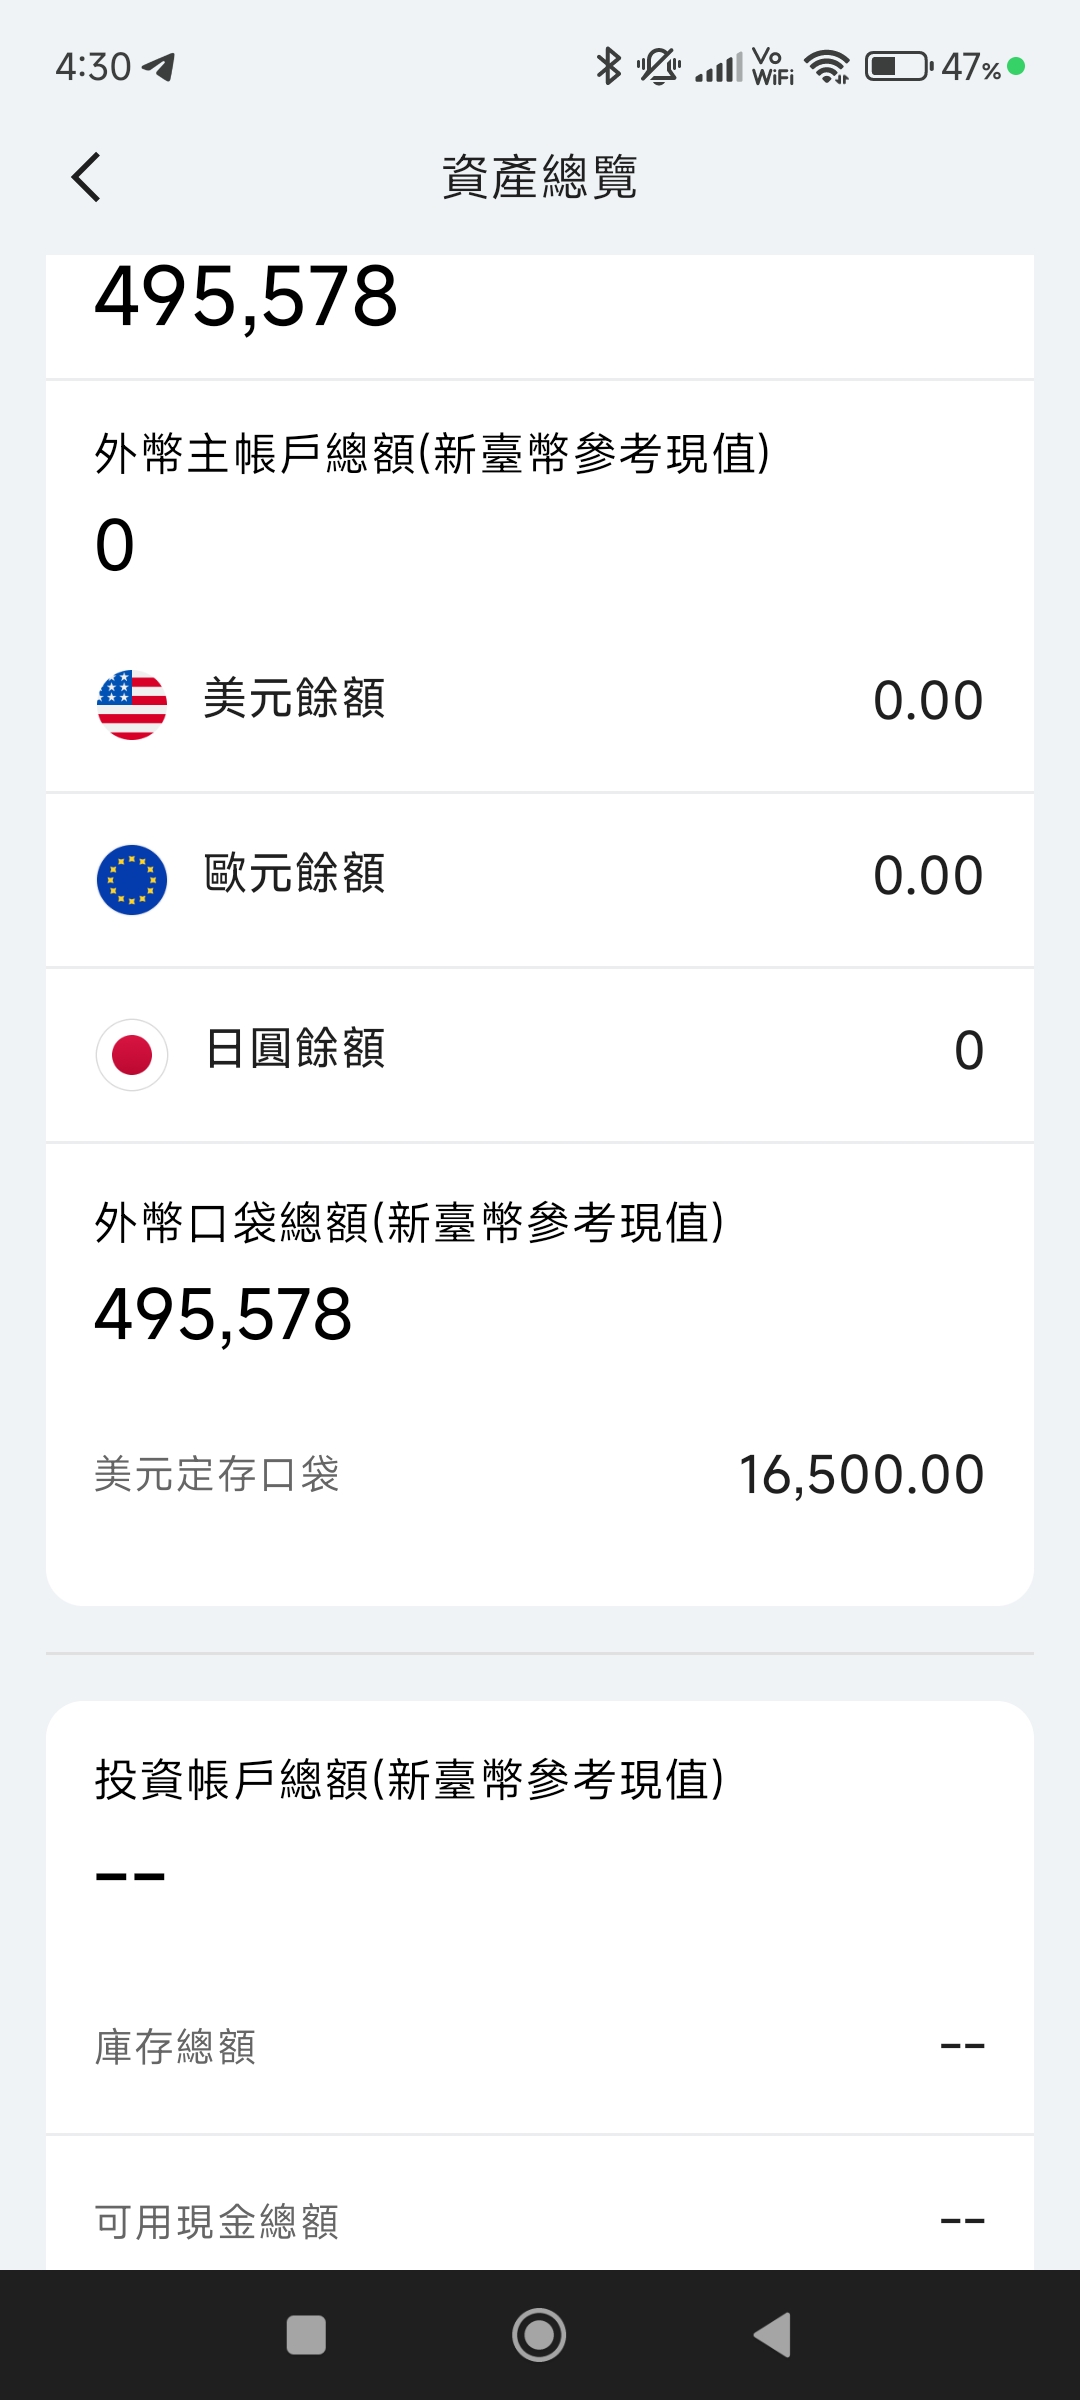 4:30
Vo WiFi
47%
資產總覽
495,578
外幣主帳戶總額(新臺幣參考現值)
0
美元餘額 0.00
歐元餘額 0.00
日圓餘額 0
外幣口袋總額(新臺幣參考現值)
495,578
美元定存口袋 16,500.00
投資帳戶總額(新臺幣參考現值)
--
庫存總額 --
可用現金總額 --